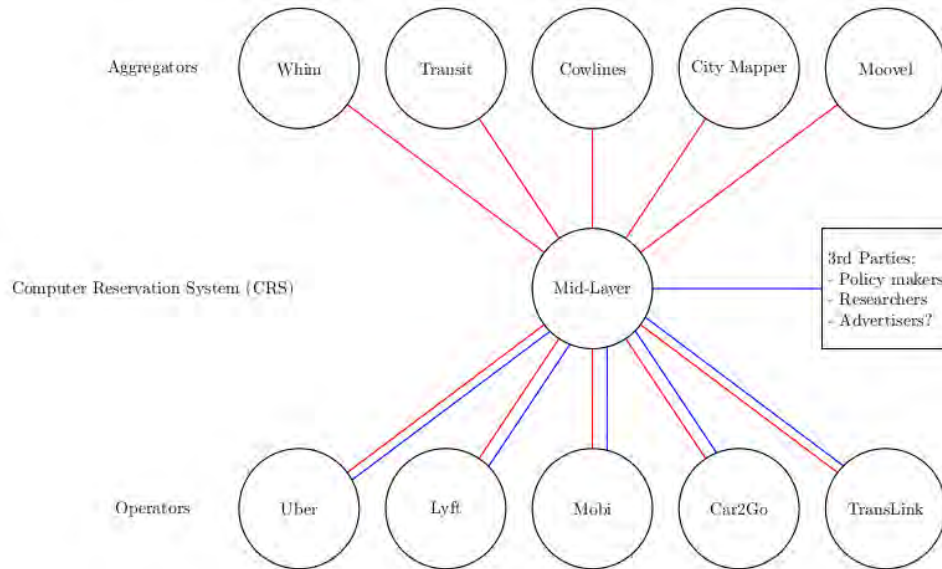 Aggregators
Whim
Transit
Cowlines
City Mapper
Moovel
Computer Reservation System (CRS)
Mid-Layer
3rd Parties:
- Policy makers
- Researchers
- Advertisers?
Operators
Uber
Lyft
Mobi
Car2Go
TransLink